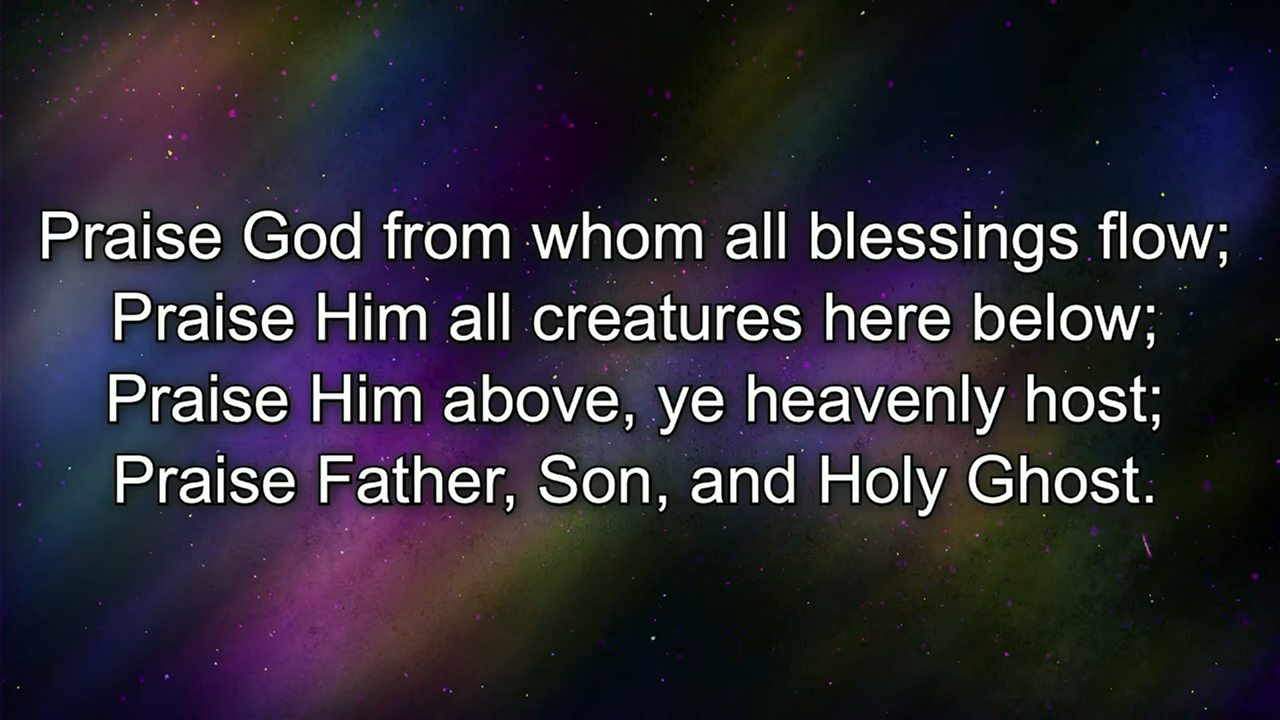 Praise God from whom all blessings flow;
Praise Him all creatures here below;
Praise Him above, ye heavenly host;
Praise Father, Son, and Holy Ghost.